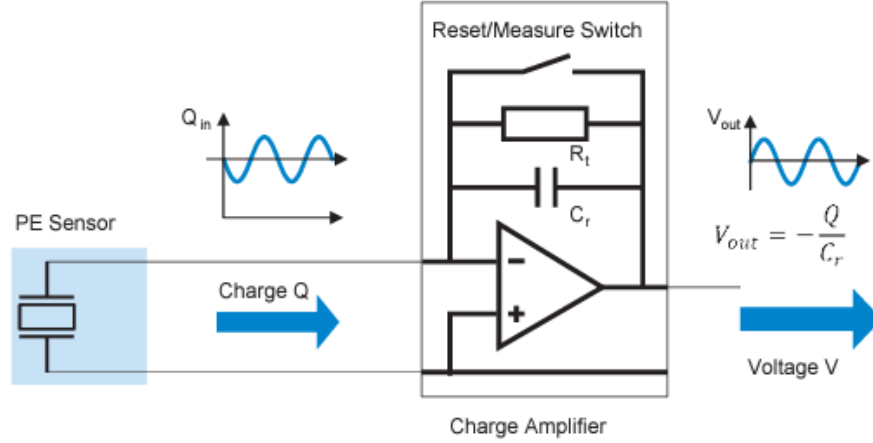 Reset/Measure Switch
Q in
V out
R t
C r
PE Sensor
V out = - Q / C r
−
Charge Q
+
Voltage V
Charge Amplifier